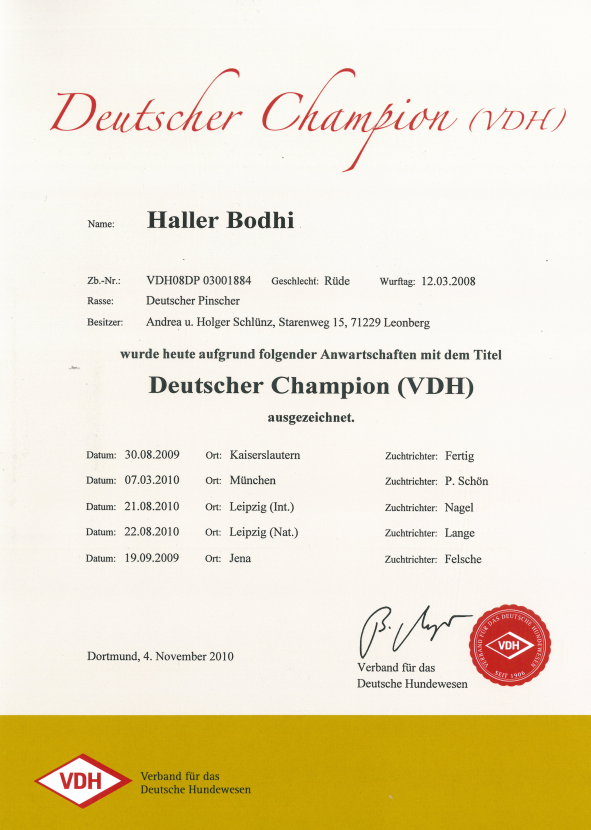 Deutscher Champion (VDH)
Name: Haller Bodhi
Zb.-Nr.: VDH08DP 03001884 Geschlecht: Rüde Wurftag: 12.03.2008
Rasse: Deutscher Pinscher
Besitzer: Andrea u. Holger Schlünz, Starenweg 15, 71229 Leonberg
wurde heute aufgrund folgender Anwartschaften mit dem Titel
Deutscher Champion (VDH)
ausgezeichnet.
Datum: 30.08.2009 Ort: Kaiserslautern Zuchtrichter: Fertig
Datum: 07.03.2010 Ort: München Zuchtrichter: P. Schön
Datum: 21.08.2010 Ort: Leipzig (Int.) Zuchtrichter: Nagel
Datum: 22.08.2010 Ort: Leipzig (Nat.) Zuchtrichter: Lange
Datum: 19.09.2009 Ort: Jena Zuchtrichter: Felsche
Dortmund, 4. November 2010
Verband für das
Deutsche Hundewesen
VERBAND FÜR DAS DEUTSCHE HUNDEWESEN
VDH
SEIT 1906
VDH
Verband für das
Deutsche Hundewesen